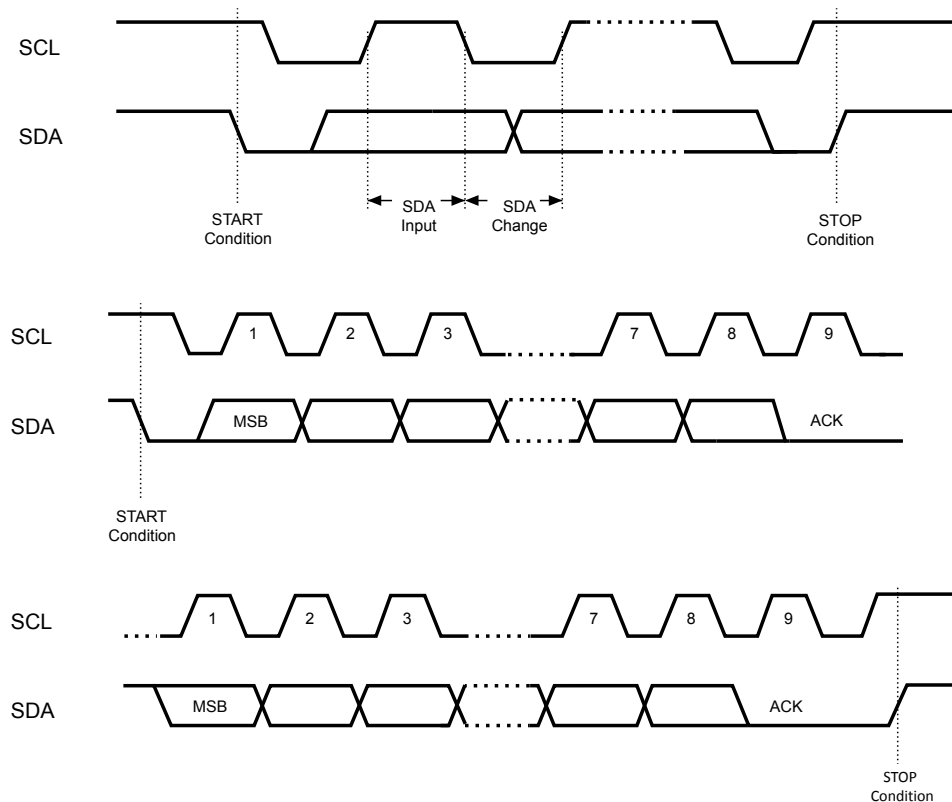 SCL
SDA
START
Condition
SDA
Input
SDA
Change
STOP
Condition
SCL
1 2 3 7 8 9
SDA
MSB ACK
START
Condition
SCL
1 2 3 7 8 9
SDA
MSB ACK
STOP
Condition